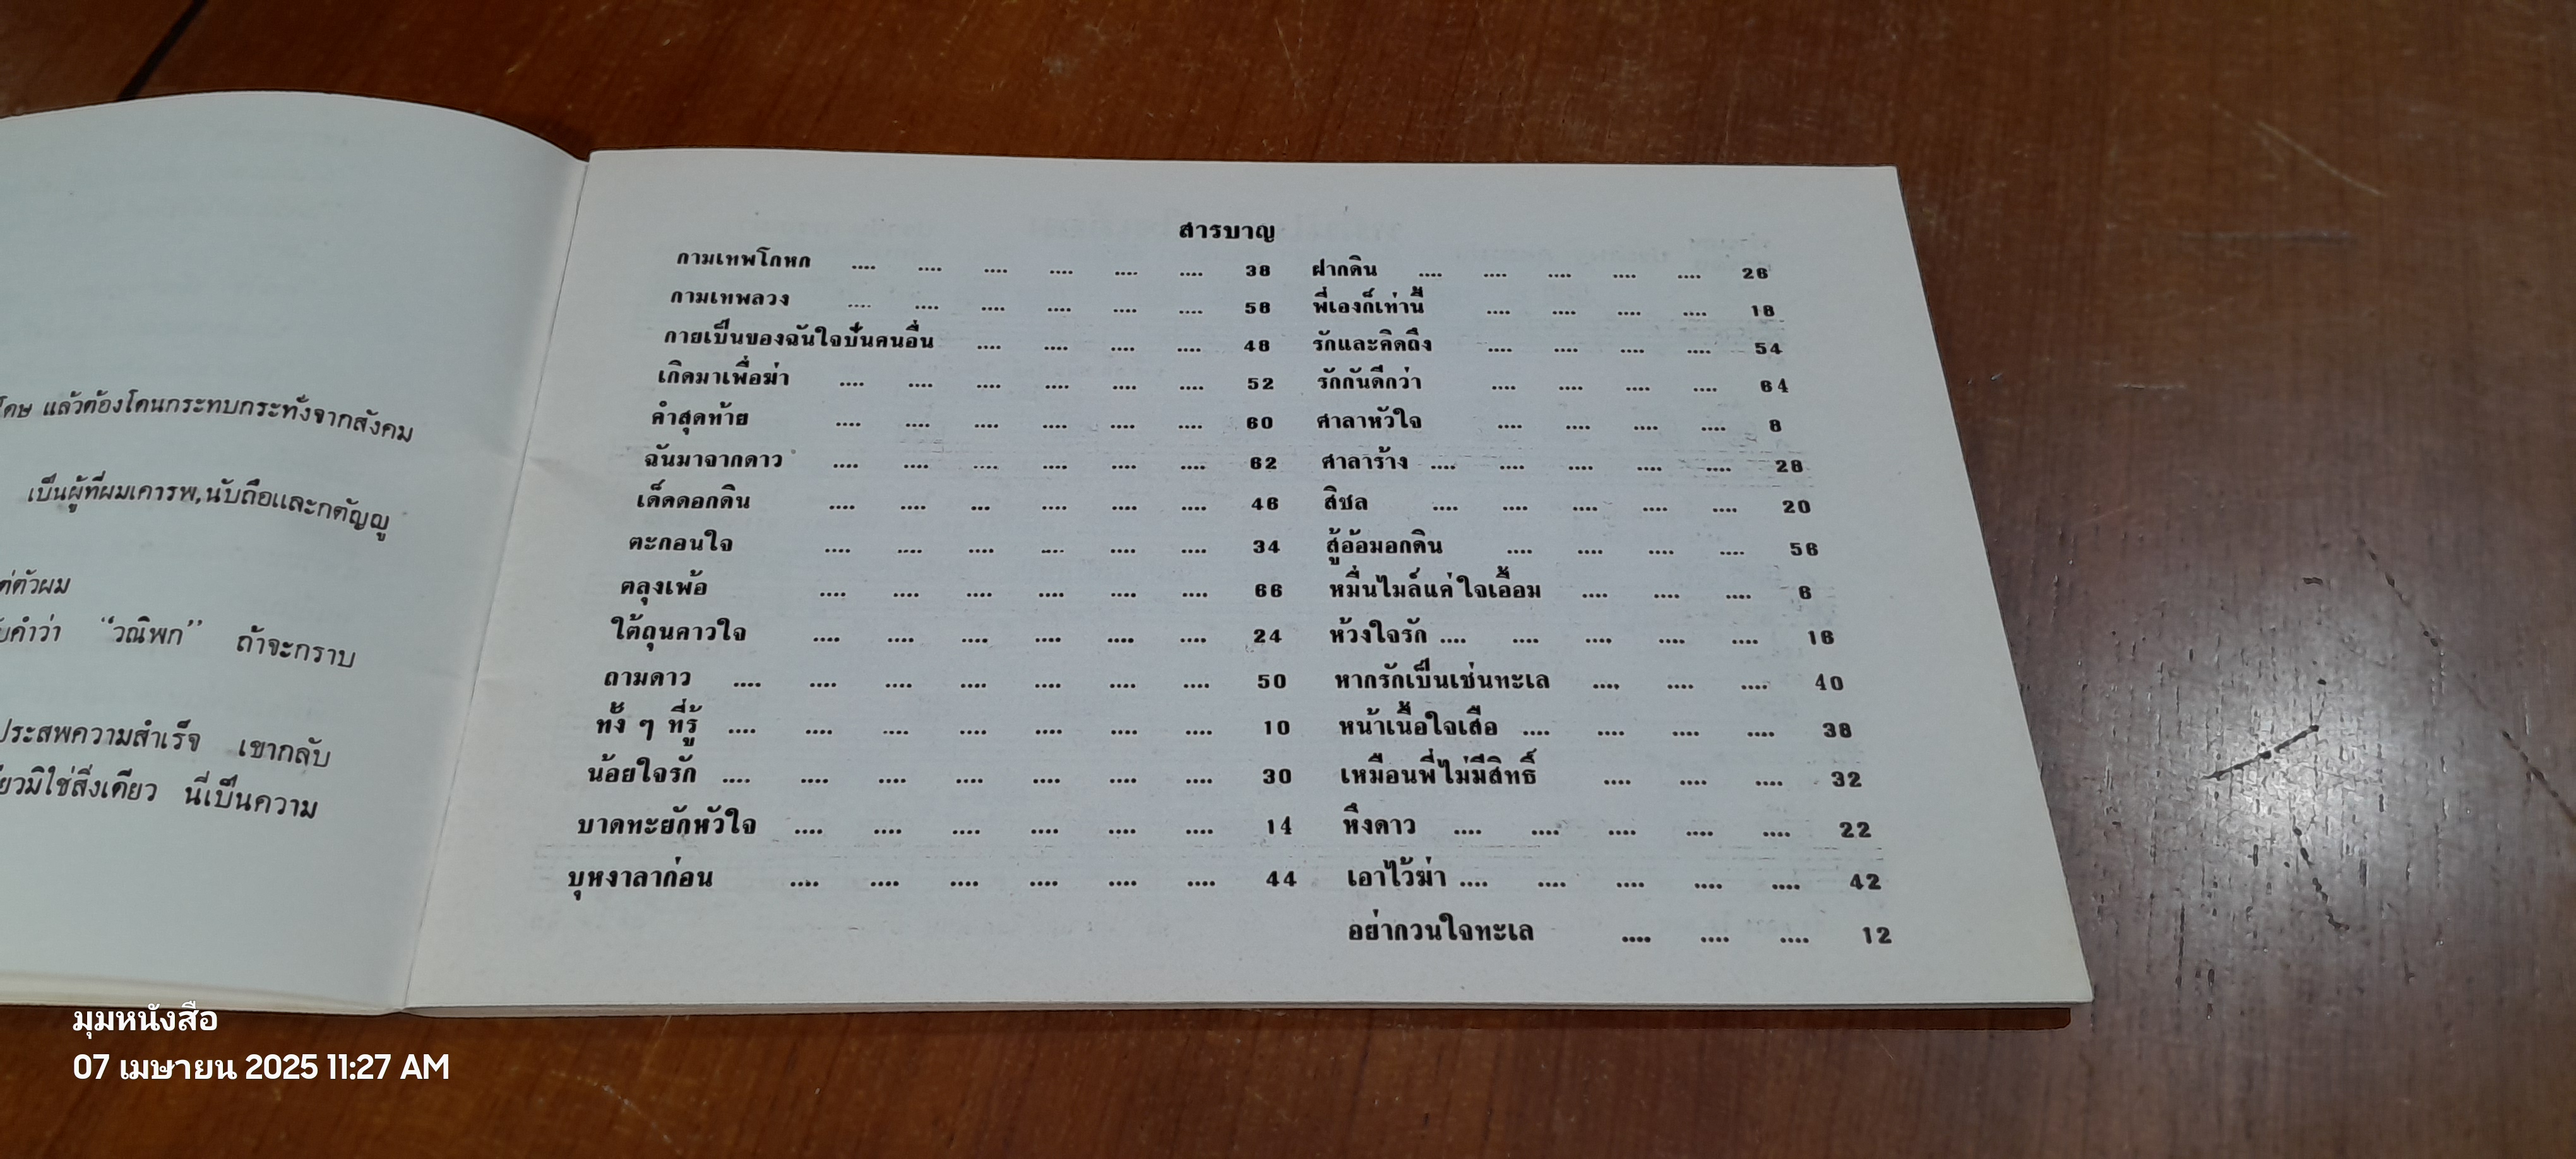 โดษ แล้วต้องโดนกระทบกระทั่งจากสังคม
เป็นผู้ที่ผมเคารพ,นับถือและกตัญญู
ตัวผม
คำว่า “วณิพก” ถ้าจะกราบ
ประสพความสำเร็จ เขากลับ
มิใช่สิ่งเดียว นี่เป็นความ
สารบาญ
กามเทพโกหก .... .... .... .... .... .... 38
กามเทพลวง .... .... .... .... .... .... 58
กายเป็นของฉันใจปั๋นคนอื่น .... .... .... .... 48
เกิดมาเพื่อฆ่า .... .... .... .... .... .... 52
คำสุดท้าย .... .... .... .... .... .... 60
ฉันมาจากดาว .... .... .... .... .... .... 62
เด็ดดอกดิน .... .... ... .... .... .... 46
ตะกอนใจ .... .... .... .... .... .... 34
ตลุงเพ้อ .... .... .... .... .... .... 66
ใต้ถุนดาวใจ .... .... .... .... .... .... 24
ถามดาว .... .... .... .... .... .... .... 50
ทั้ง ๆ ที่รู้ .... .... .... .... .... .... .... 10
น้อยใจรัก .... .... .... .... .... .... .... 30
บาดทะยักหัวใจ .... .... .... .... .... .... 14
บุหงาลาก่อน .... .... .... .... .... .... 44
ฝากดิน .... .... .... .... .... 26
พี่เองก็เท่านี้ .... .... .... .... 18
รักและคิดถึง .... .... .... .... 54
รักกันดีกว่า .... .... .... .... 64
ศาลาหัวใจ .... .... .... .... 8
ศาลาร้าง .... .... .... .... .... 28
สิชล .... .... .... .... .... 20
สู้อ้อมอกดิน .... .... .... .... 56
หมื่นไมล์แค่ใจเอื้อม .... .... .... 6
ห้วงใจรัก .... .... .... .... .... 16
หากรักเป็นเช่นทะเล .... .... .... 40
หน้าเนื้อใจเสือ .... .... .... .... 38
เหมือนพี่ไม่มีสิทธิ์ .... .... .... 32
หึงดาว .... .... .... .... .... 22
เอาไว้ฆ่า .... .... .... .... .... 42
อย่ากวนใจทะเล .... .... .... 12
มุมหนังสือ
07 เมษายน 2025 11:27 AM